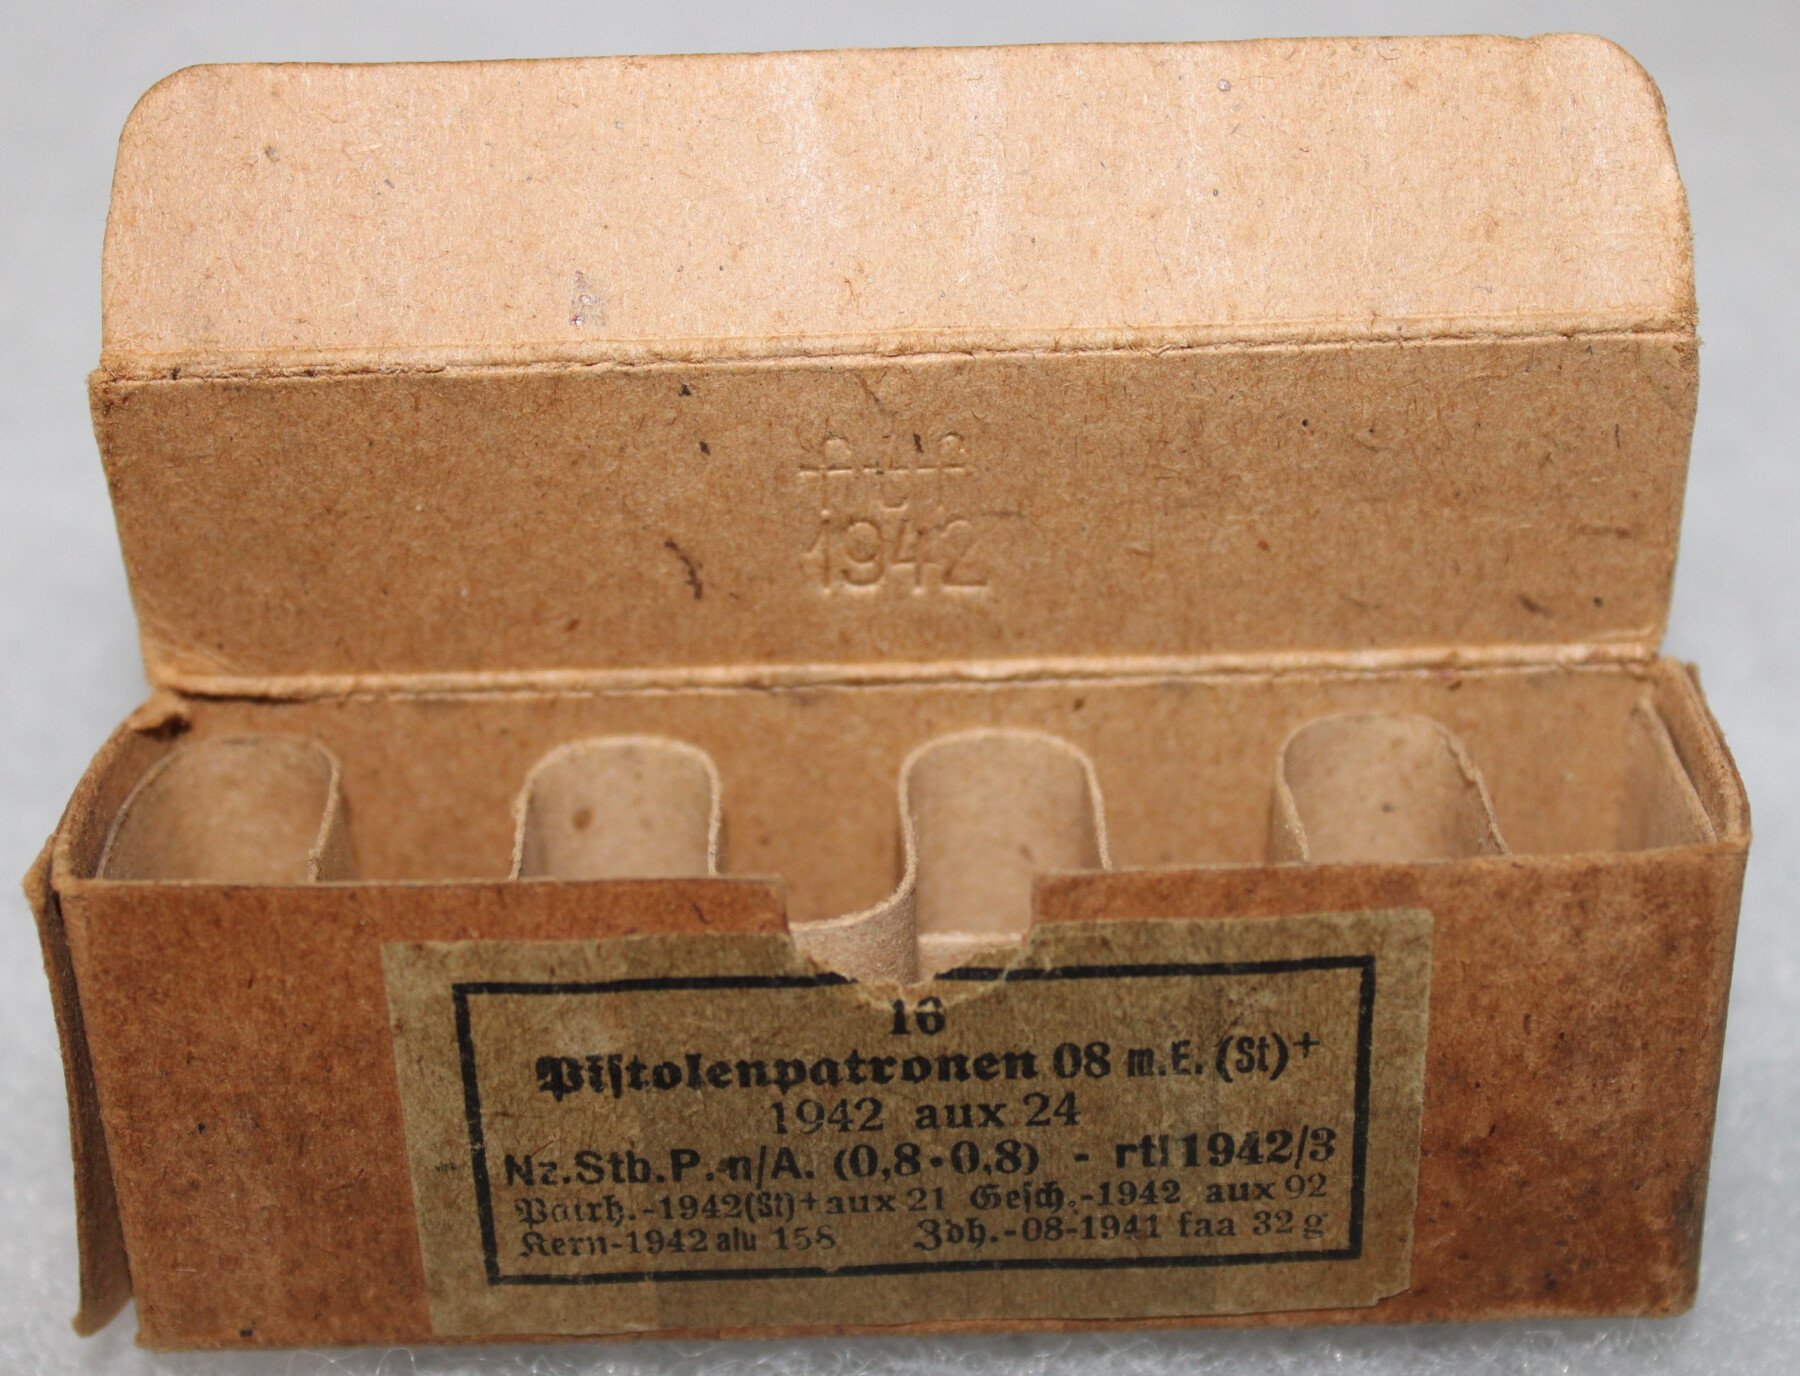 1942
16
Pistolenpatronen 08 m.E. (St)+
1942 aux 24
Nz.Stb.P.n/A. (0,8·0,8) - rtl 1942/3
Patrh.-1942(St)+ aux 21 Gesch.-1942 aux 92
Kern-1942 alu 158 Zdh.-08-1941 faa 32 g